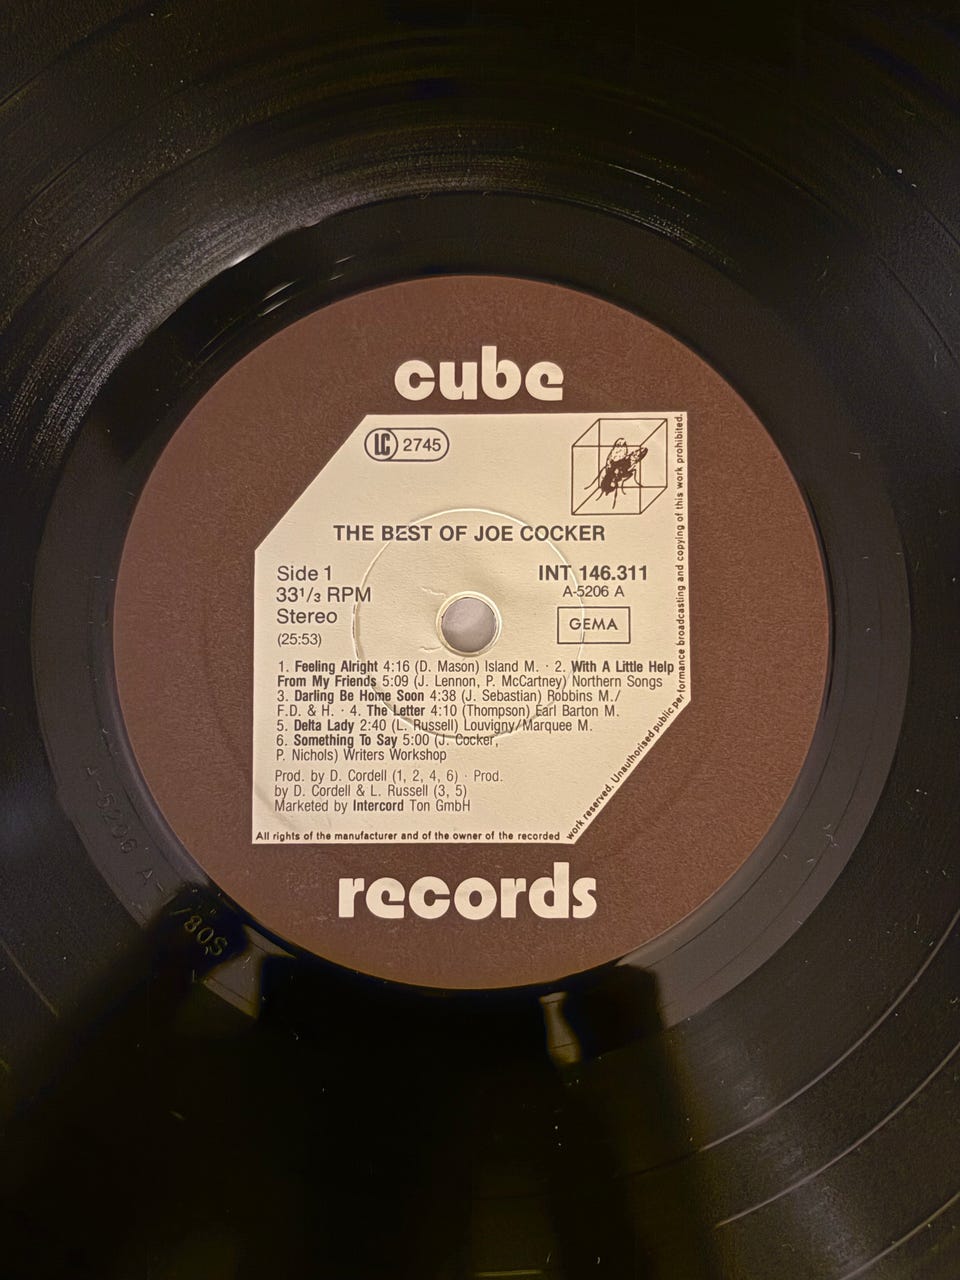 cube
LC 2745
THE BEST OF JOE COCKER
Side 1
33¹/₃ RPM
Stereo
(25:53)
INT 146.311
A-5206 A
GEMA
1. Feeling Alright 4:16 (D. Mason) Island M. · 2. With A Little Help
From My Friends 5:09 (J. Lennon, P. McCartney) Northern Songs
3. Darling Be Home Soon 4:38 (J. Sebastian) Robbins M./
F.D. & H. · 4. The Letter 4:10 (Thompson) Earl Barton M.
5. Delta Lady 2:40 (L. Russell) Louvigny/Marquee M.
6. Something To Say 5:00 (J. Cocker,
P. Nichols) Writers Workshop
Prod. by D. Cordell (1, 2, 4, 6) · Prod.
by D. Cordell & L. Russell (3, 5)
Marketed by Intercord Ton GmbH
All rights of the manufacturer and of the owner of the recorded work reserved. Unauthorised public performance broadcasting and copying of this work prohibited.
records
A-5206 A-
/80S